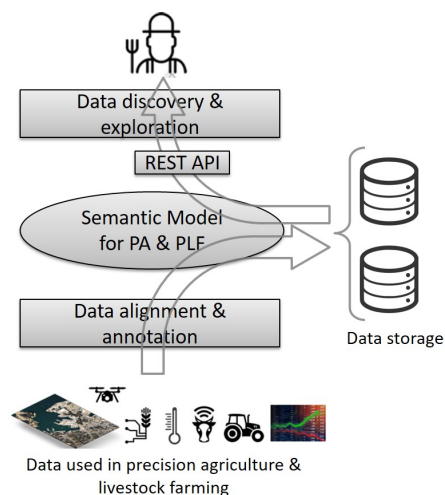 Data discovery &
exploration
REST API
Semantic Model
for PA & PLF
Data alignment &
annotation
Data storage
Data used in precision agriculture &
livestock farming